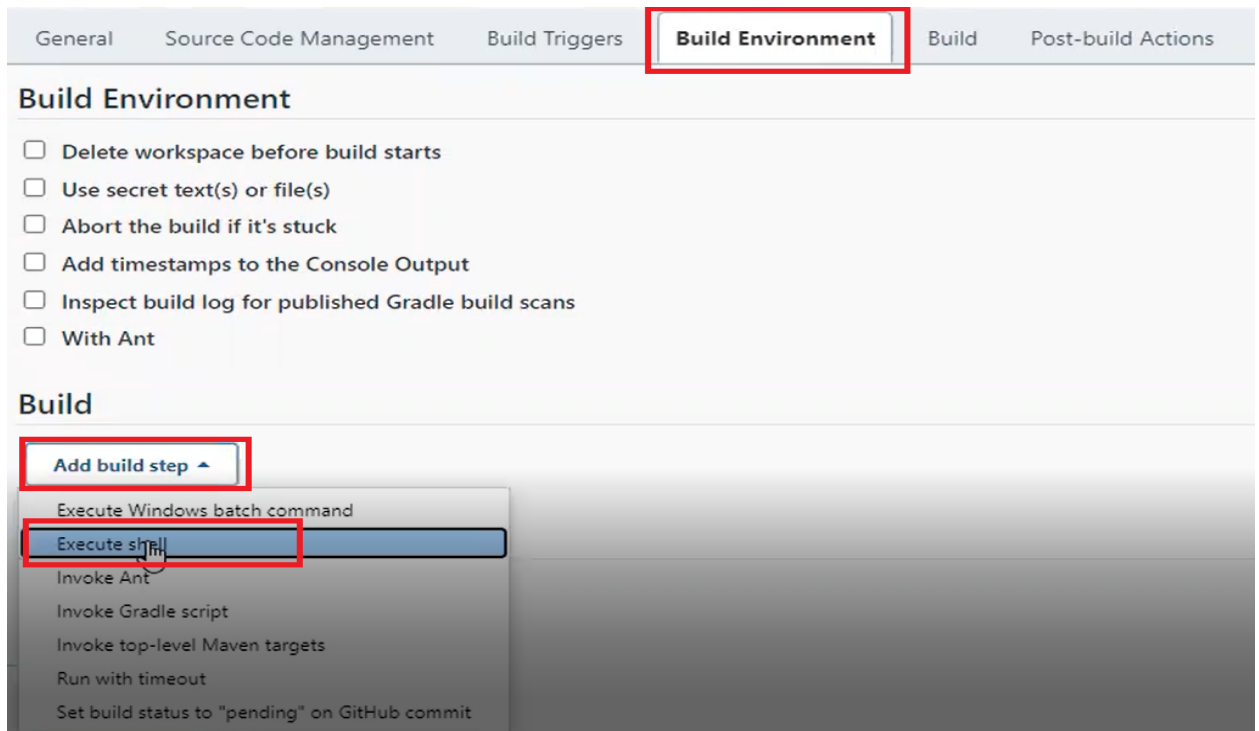 General Source Code Management Build Triggers Build Environment Build Post-build Actions
Build Environment
Delete workspace before build starts
Use secret text(s) or file(s)
Abort the build if it's stuck
Add timestamps to the Console Output
Inspect build log for published Gradle build scans
With Ant
Build
Add build step
Execute Windows batch command
Execute shell
Invoke Ant
Invoke Gradle script
Invoke top-level Maven targets
Run with timeout
Set build status to "pending" on GitHub commit